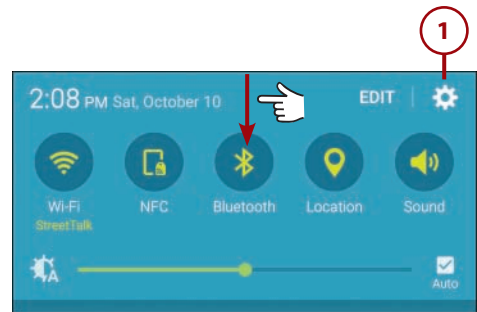 1
2:08 PM Sat, October 10 EDIT
Wi-Fi NFC Bluetooth Location Sound
StreetTalk
A Auto